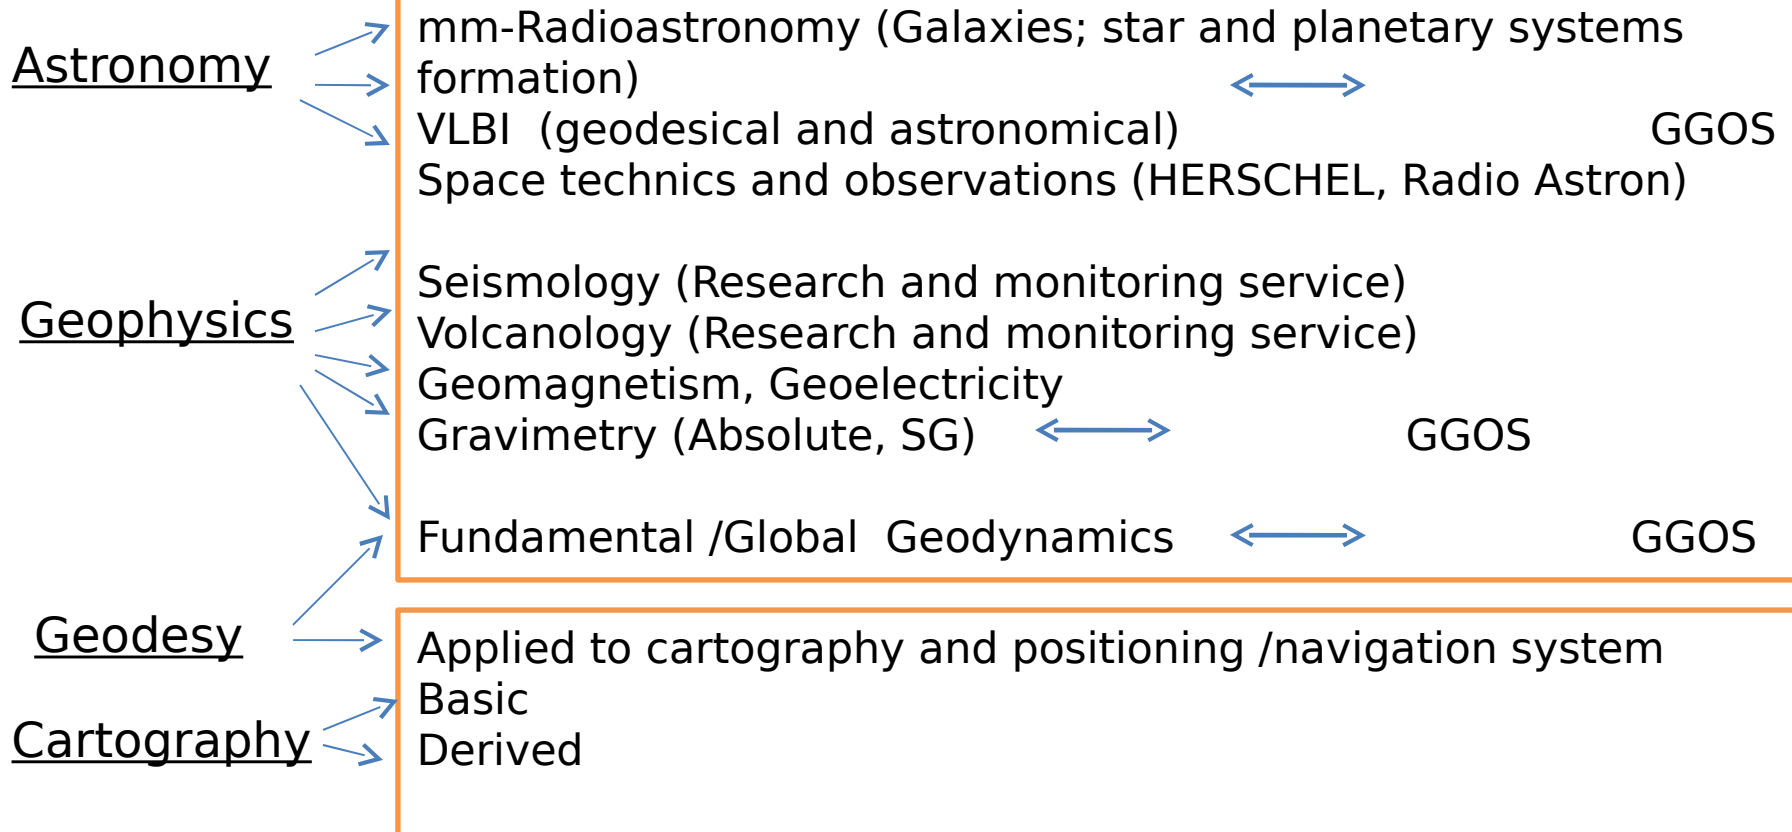 Astronomy
mm-Radioastronomy (Galaxies; star and planetary systems
formation)
VLBI  (geodesical and astronomical) GGOS
Space technics and observations (HERSCHEL, Radio Astron)
Geophysics
Seismology (Research and monitoring service)
Volcanology (Research and monitoring service)
Geomagnetism, Geoelectricity
Gravimetry (Absolute, SG) GGOS
Fundamental /Global  Geodynamics GGOS
Geodesy
Applied to cartography and positioning /navigation system
Cartography
Basic
Derived